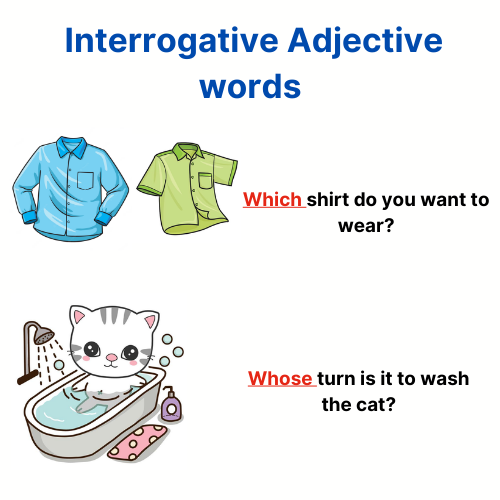 Interrogative Adjective
words
Which shirt do you want to
wear?
Whose turn is it to wash
the cat?